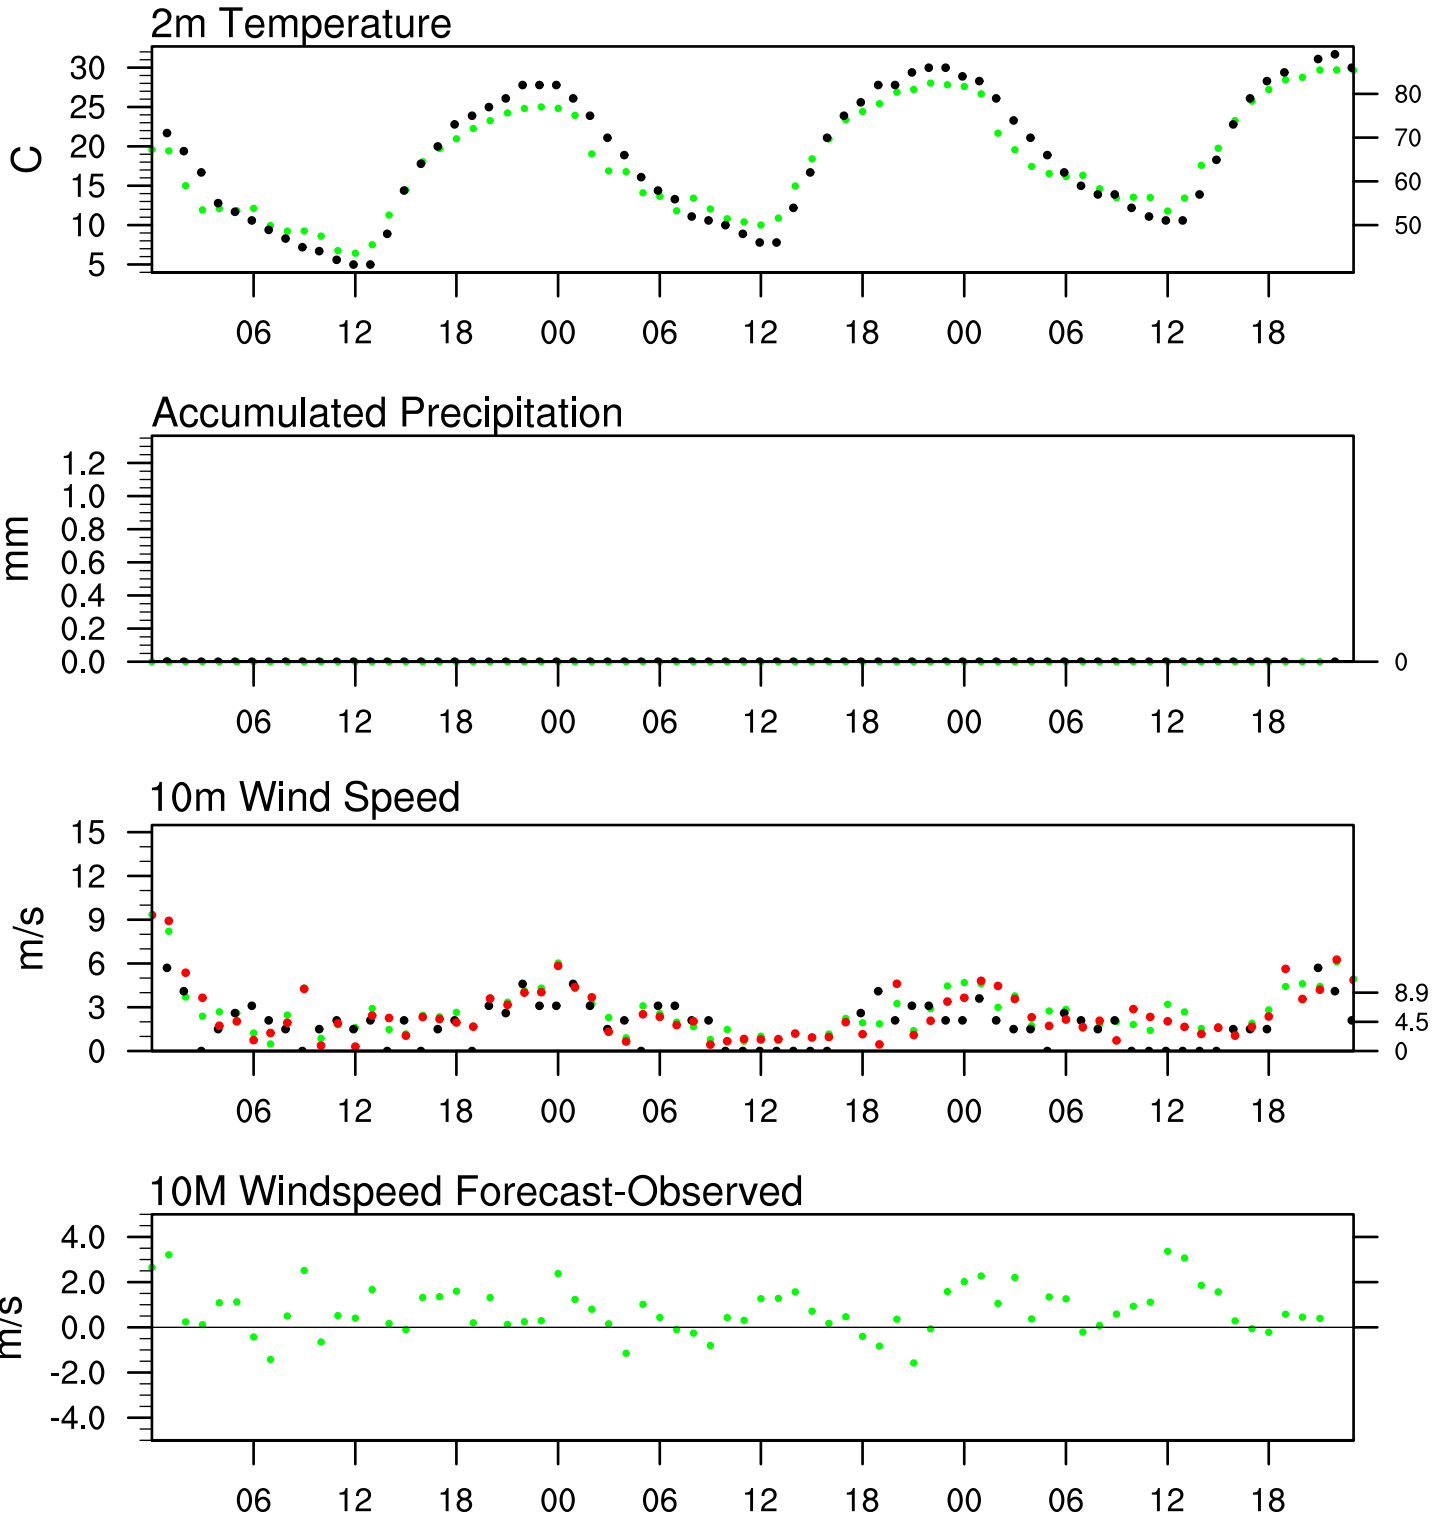 2m Temperature
30
25
20
15
10
5
C
80
70
60
50
06 12 18 00 06 12 18 00 06 12 18
Accumulated Precipitation
1.2
1.0
0.8
0.6
0.4
0.2
0.0
mm
0
06 12 18 00 06 12 18 00 06 12 18
10m Wind Speed
15
12
9
6
3
0
m/s
8.9
4.5
0
06 12 18 00 06 12 18 00 06 12 18
10M Windspeed Forecast-Observed
4.0
2.0
0.0
-2.0
-4.0
m/s
06 12 18 00 06 12 18 00 06 12 18